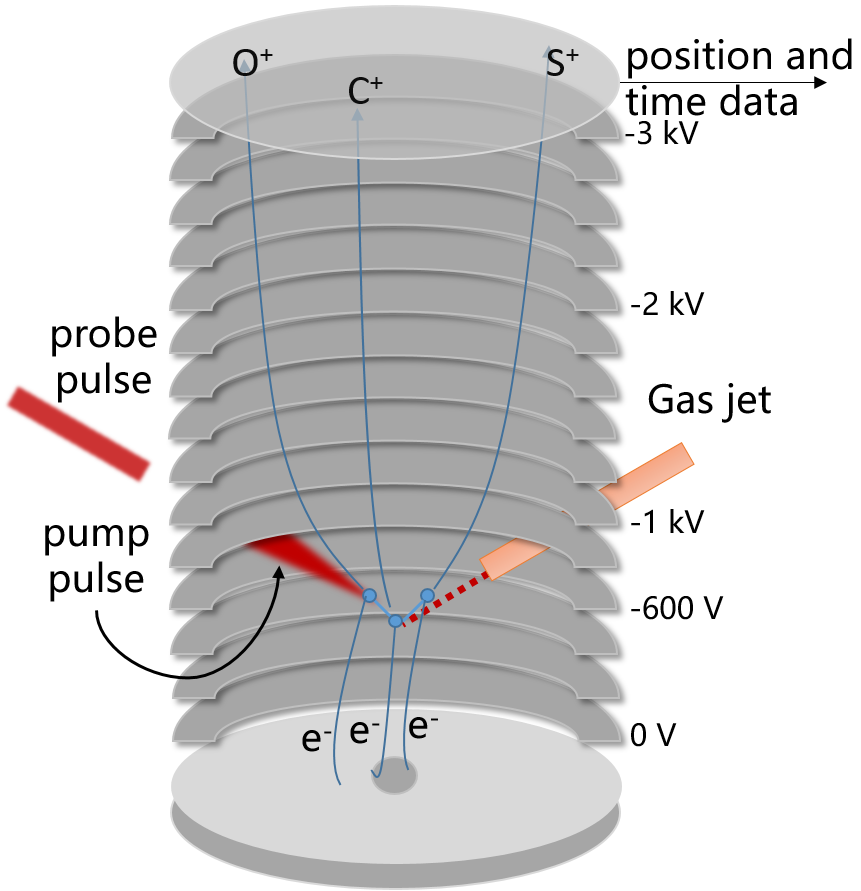 O⁺
C⁺
S⁺
position and
time data
-3 kV
-2 kV
probe
pulse
Gas jet
-1 kV
pump
pulse
-600 V
e⁻
e⁻
e⁻
0 V